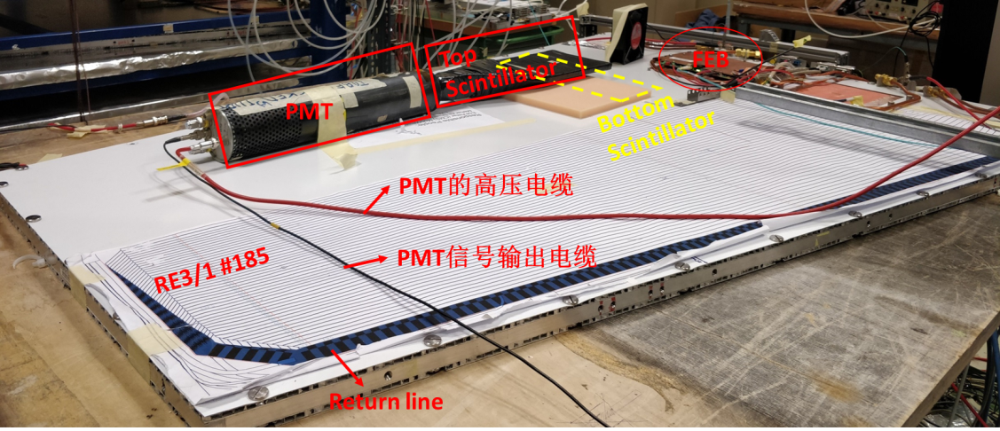 Top
Scintillator
FEB
PMT
Bottom
Scintillator
PMT的高压电缆
PMT信号输出电缆
RE3/1 #185
Return line